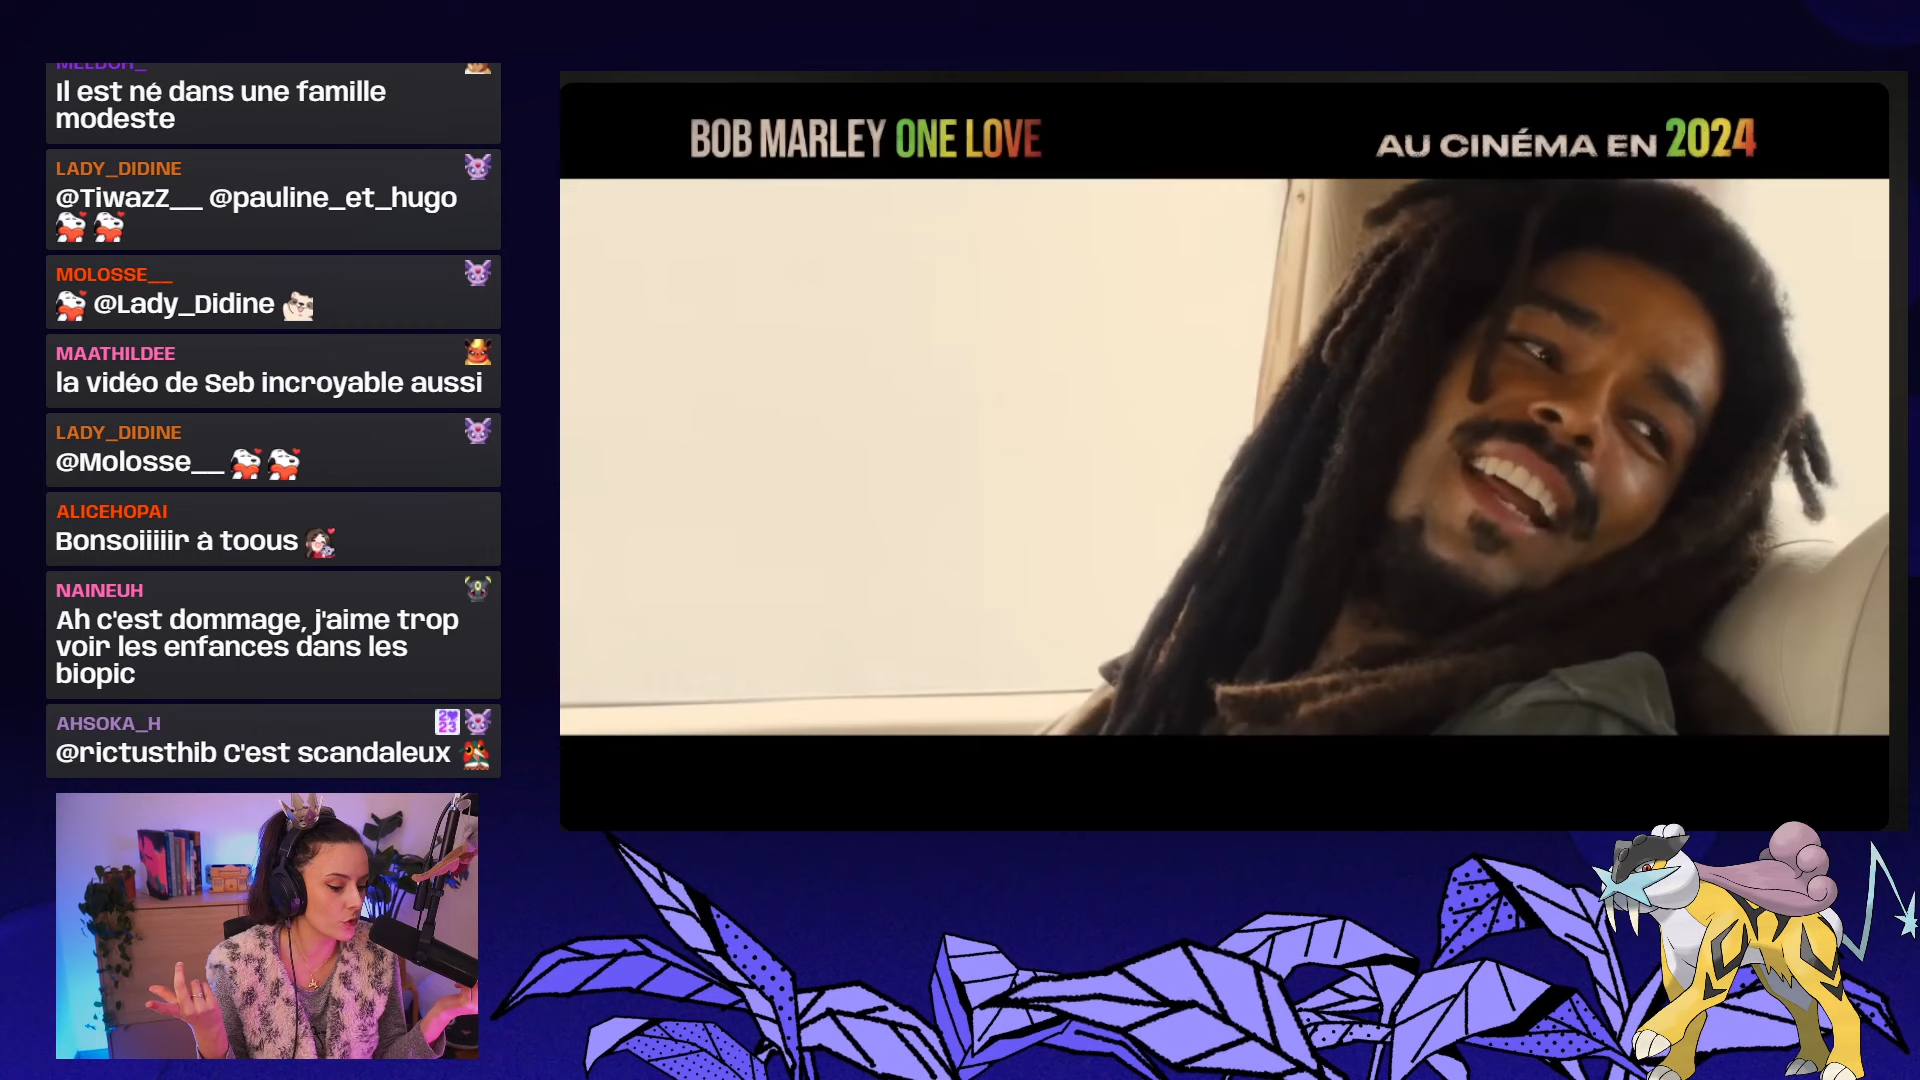 MEEBOH_
Il est né dans une famille
modeste
LADY_DIDINE
@TiwazZ__ @pauline_et_hugo
MOLOSSE__
@Lady_Didine
MAATHILDEE
la vidéo de Seb incroyable aussi
LADY_DIDINE
@Molosse__
ALICEHOPAI
Bonsoiiiiir à toous
NAINEUH
Ah c'est dommage, j'aime trop
voir les enfances dans les
biopic
AHSOKA_H
@rictusthib C'est scandaleux
BOB MARLEY ONE LOVE
AU CINÉMA EN 2024